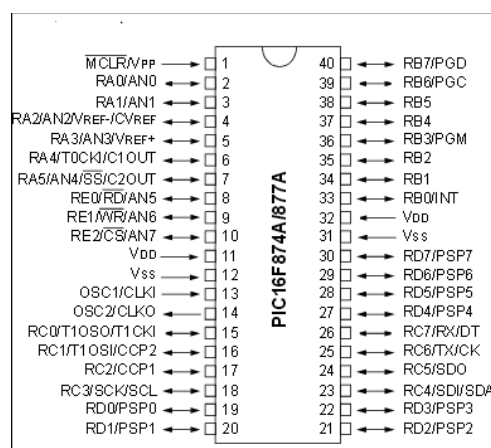 MCLR/VPP 1
RA0/AN0 2
RA1/AN1 3
RA2/AN2/VREF-/CVREF 4
RA3/AN3/VREF+ 5
RA4/T0CKI/C1OUT 6
RA5/AN4/SS/C2OUT 7
RE0/RD/AN5 8
RE1/WR/AN6 9
RE2/CS/AN7 10
VDD 11
VSS 12
OSC1/CLKI 13
OSC2/CLKO 14
RC0/T1OSO/T1CKI 15
RC1/T1OSI/CCP2 16
RC2/CCP1 17
RC3/SCK/SCL 18
RD0/PSP0 19
RD1/PSP1 20
PIC16F874A/877A
40 RB7/PGD
39 RB6/PGC
38 RB5
37 RB4
36 RB3/PGM
35 RB2
34 RB1
33 RB0/INT
32 VDD
31 VSS
30 RD7/PSP7
29 RD6/PSP6
28 RD5/PSP5
27 RD4/PSP4
26 RC7/RX/DT
25 RC6/TX/CK
24 RC5/SDO
23 RC4/SDI/SDA
22 RD3/PSP3
21 RD2/PSP2